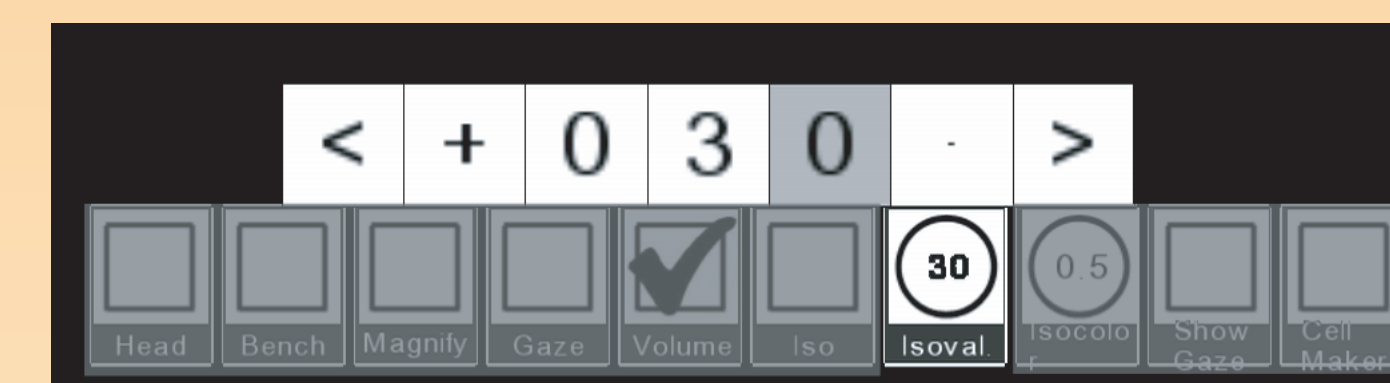 < + 0 3 0 - >
30 0.5
Head Bench Magnify Gaze Volume Iso Isoval. Isocolo Show Cell
r Gaze Maker